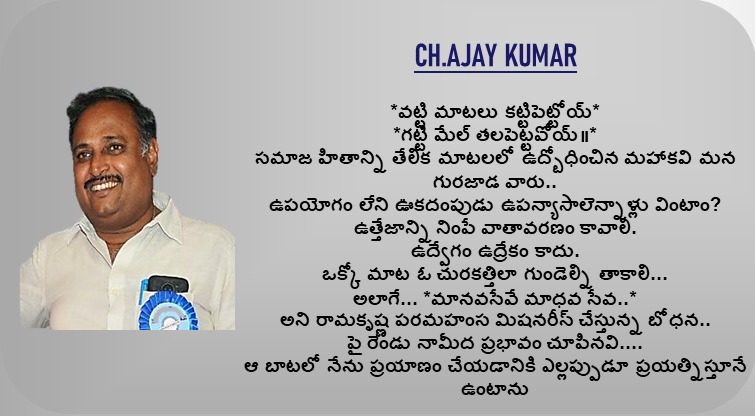 CH.AJAY KUMAR
*వట్టి మాటలు కట్టిపెట్టోయ్*
*గట్టి మేల్ తలపెట్టవోయ్॥*
సమాజ హితాన్ని తేలిక మాటలలో ఉద్బోధించిన మహాకవి మన
గురజాడ వారు..
ఉపయోగం లేని ఊకదంపుడు ఉపన్యాసాలెన్నాళ్లు వింటాం?
ఉత్తేజాన్ని నింపే వాతావరణం కావాలి.
ఉద్వేగం ఉద్రేకం కాదు.
ఒక్కో మాట ఓ చురకత్తిలా గుండెల్ని తాకాలి...
అలాగే... *మానవసేవే మాధవ సేవ..*
అని రామకృష్ణ పరమహంస మిషనరీస్ చేస్తున్న బోధన..
పై రెండు నామీద ప్రభావం చూపినవి....
ఆ బాటలో నేను ప్రయాణం చేయడానికి ఎల్లప్పుడూ ప్రయత్నిస్తూనే
ఉంటాను